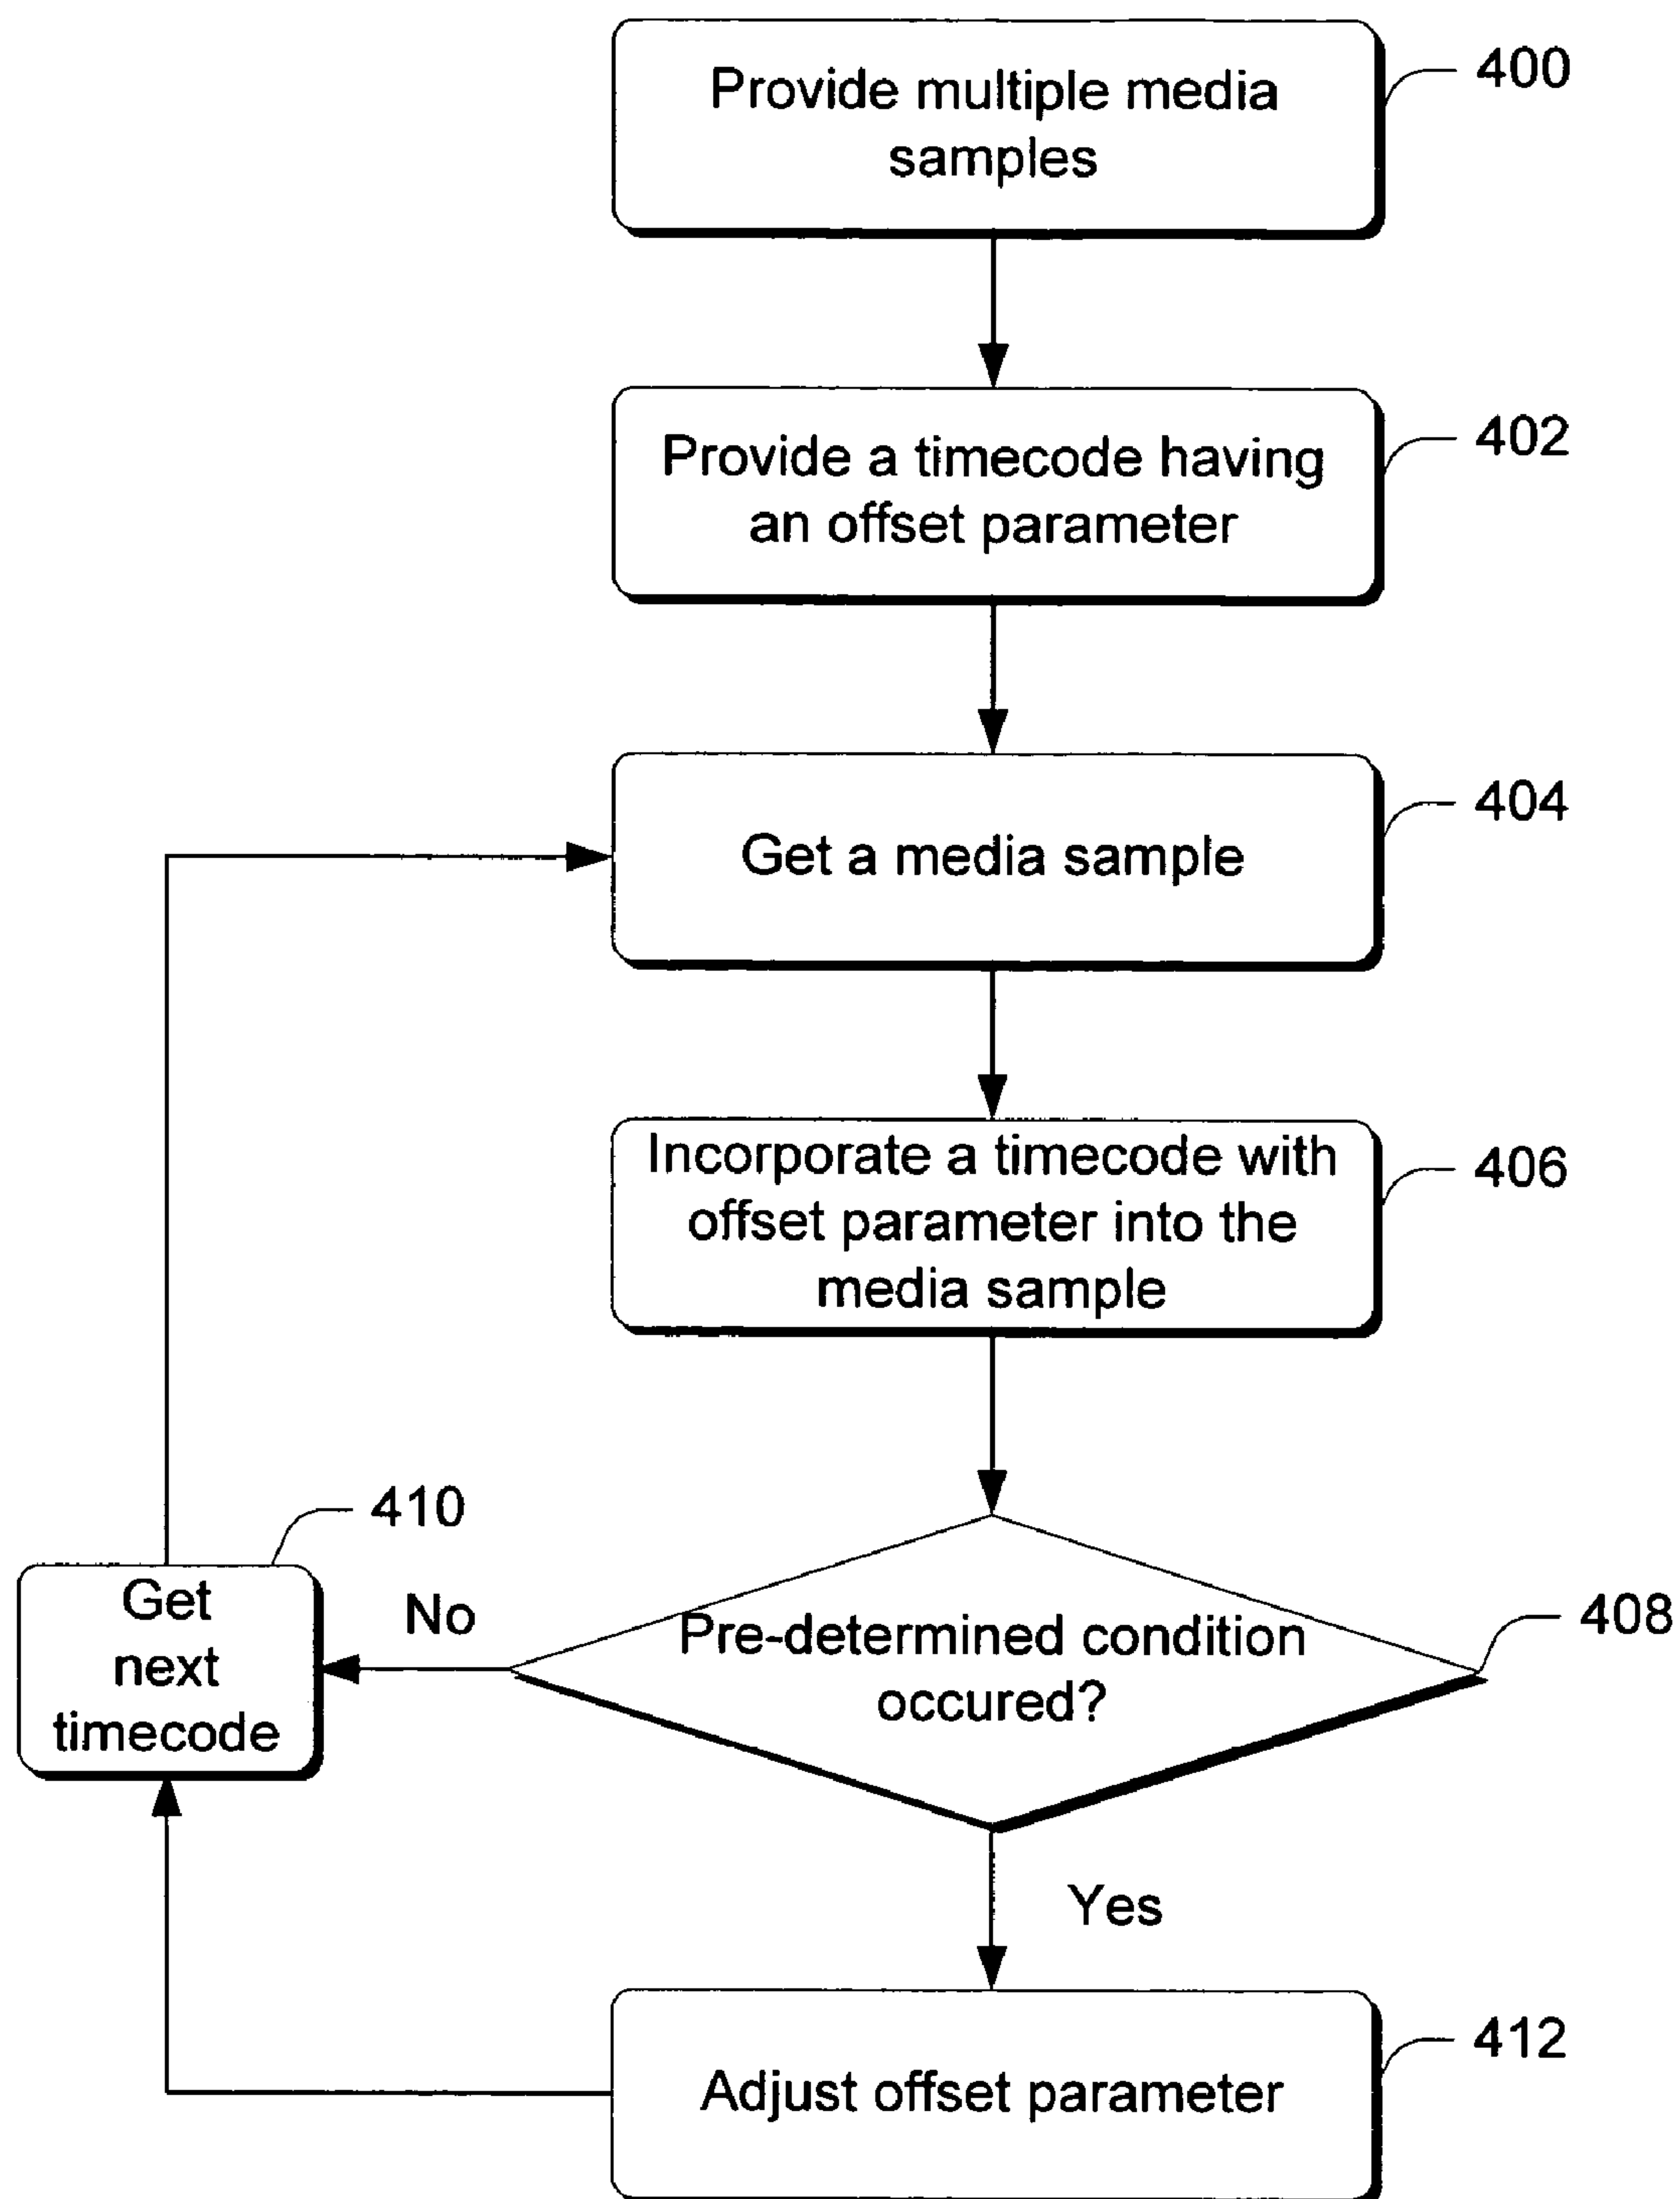 Provide multiple media
samples
400
Provide a timecode having
an offset parameter
402
Get a media sample
404
Incorporate a timecode with
offset parameter into the
media sample
406
Pre-determined condition
occured?
408
No
410
Get
next
timecode
Yes
Adjust offset parameter
412